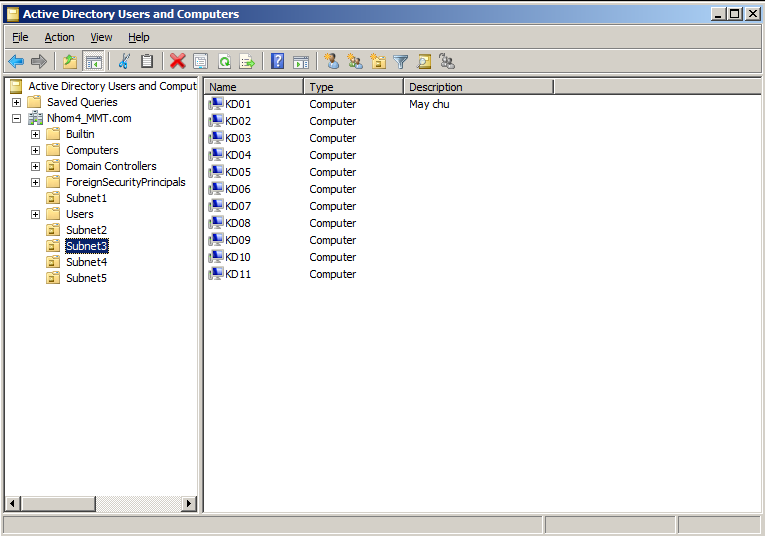 Active Directory Users and Computers
File Action View Help
Active Directory Users and Comput
Saved Queries
Nhom4_MMT.com
Builtin
Computers
Domain Controllers
ForeignSecurityPrincipals
Subnet1
Users
Subnet2
Subnet3
Subnet4
Subnet5
Name Type Description
KD01 Computer May chu
KD02 Computer
KD03 Computer
KD04 Computer
KD05 Computer
KD06 Computer
KD07 Computer
KD08 Computer
KD09 Computer
KD10 Computer
KD11 Computer